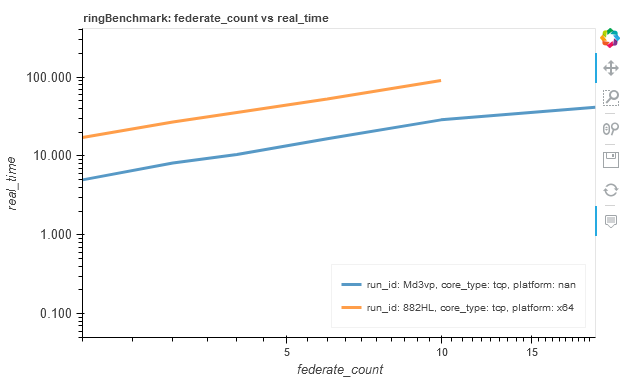 ringBenchmark: federate_count vs real_time
100.000
10.000
1.000
0.100
real_time
5
10
15
federate_count
run_id: Md3vp, core_type: tcp, platform: nan
run_id: 882HL, core_type: tcp, platform: x64